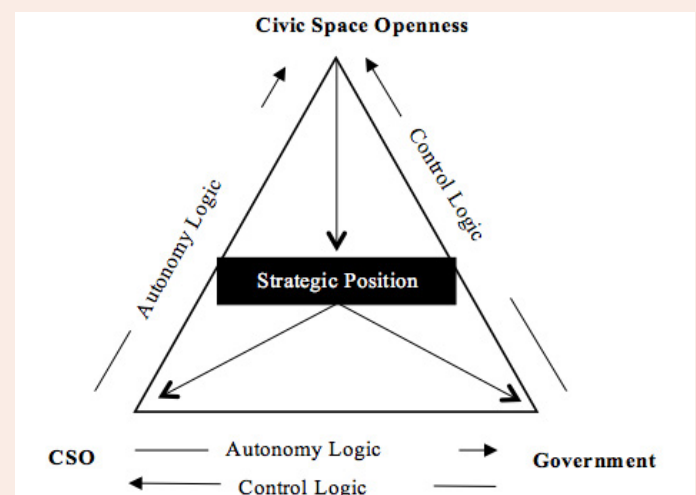 Civic Space Openness
Autonomy Logic
Control Logic
Strategic Position
CSO
Autonomy Logic
Government
Control Logic